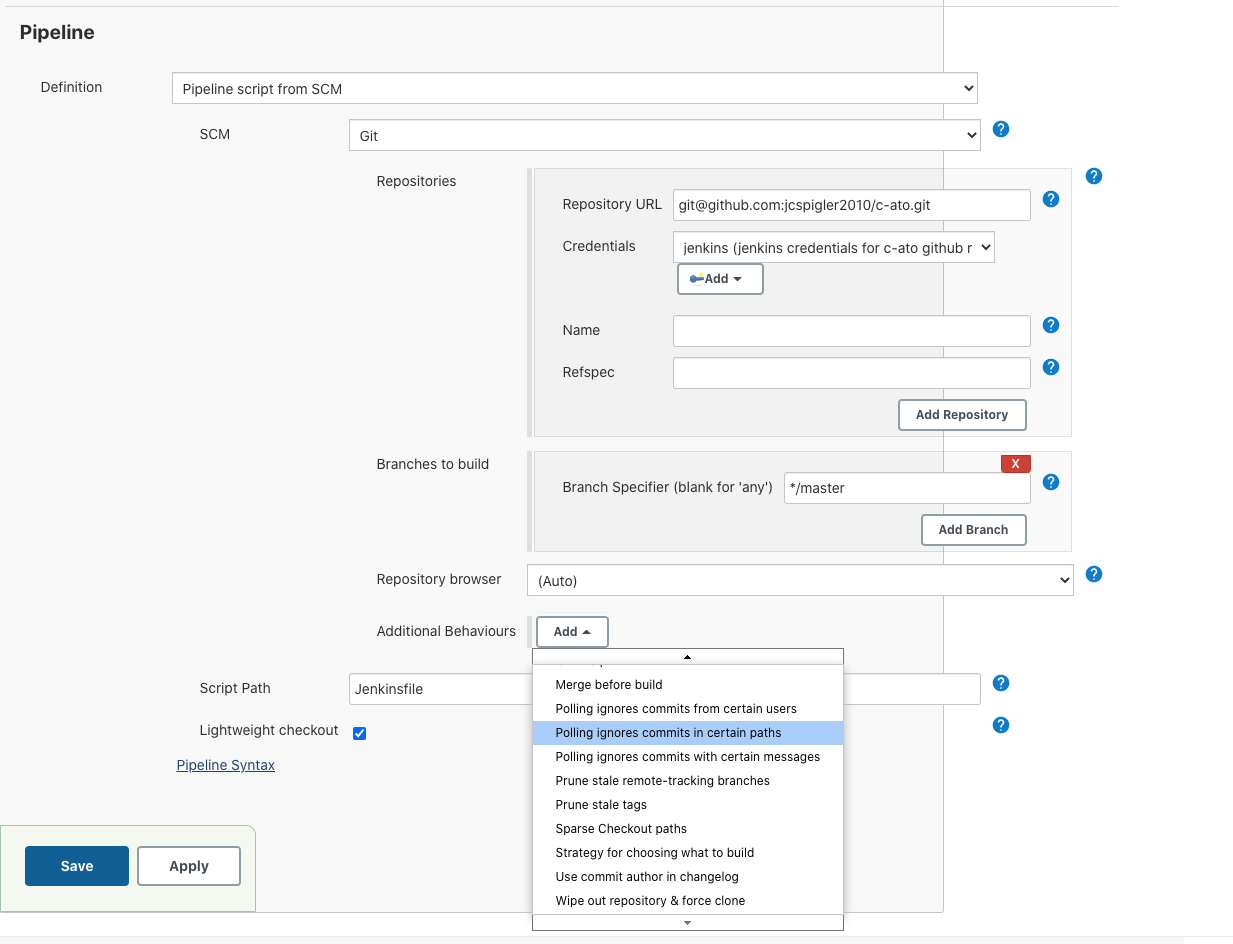 Pipeline
Definition
Pipeline script from SCM
SCM
Git
?
Repositories
?
Repository URL
git@github.com:jcspigler2010/c-ato.git
?
Credentials
jenkins (jenkins credentials for c-ato github r
Add
Name
?
Refspec
?
Add Repository
Branches to build
X
Branch Specifier (blank for 'any')
*/master
?
Add Branch
Repository browser
(Auto)
?
Additional Behaviours
Add
Merge before build
Polling ignores commits from certain users
Polling ignores commits in certain paths
Polling ignores commits with certain messages
Prune stale remote-tracking branches
Prune stale tags
Sparse Checkout paths
Strategy for choosing what to build
Use commit author in changelog
Wipe out repository & force clone
Script Path
Jenkinsfile
?
Lightweight checkout
?
Pipeline Syntax
Save
Apply